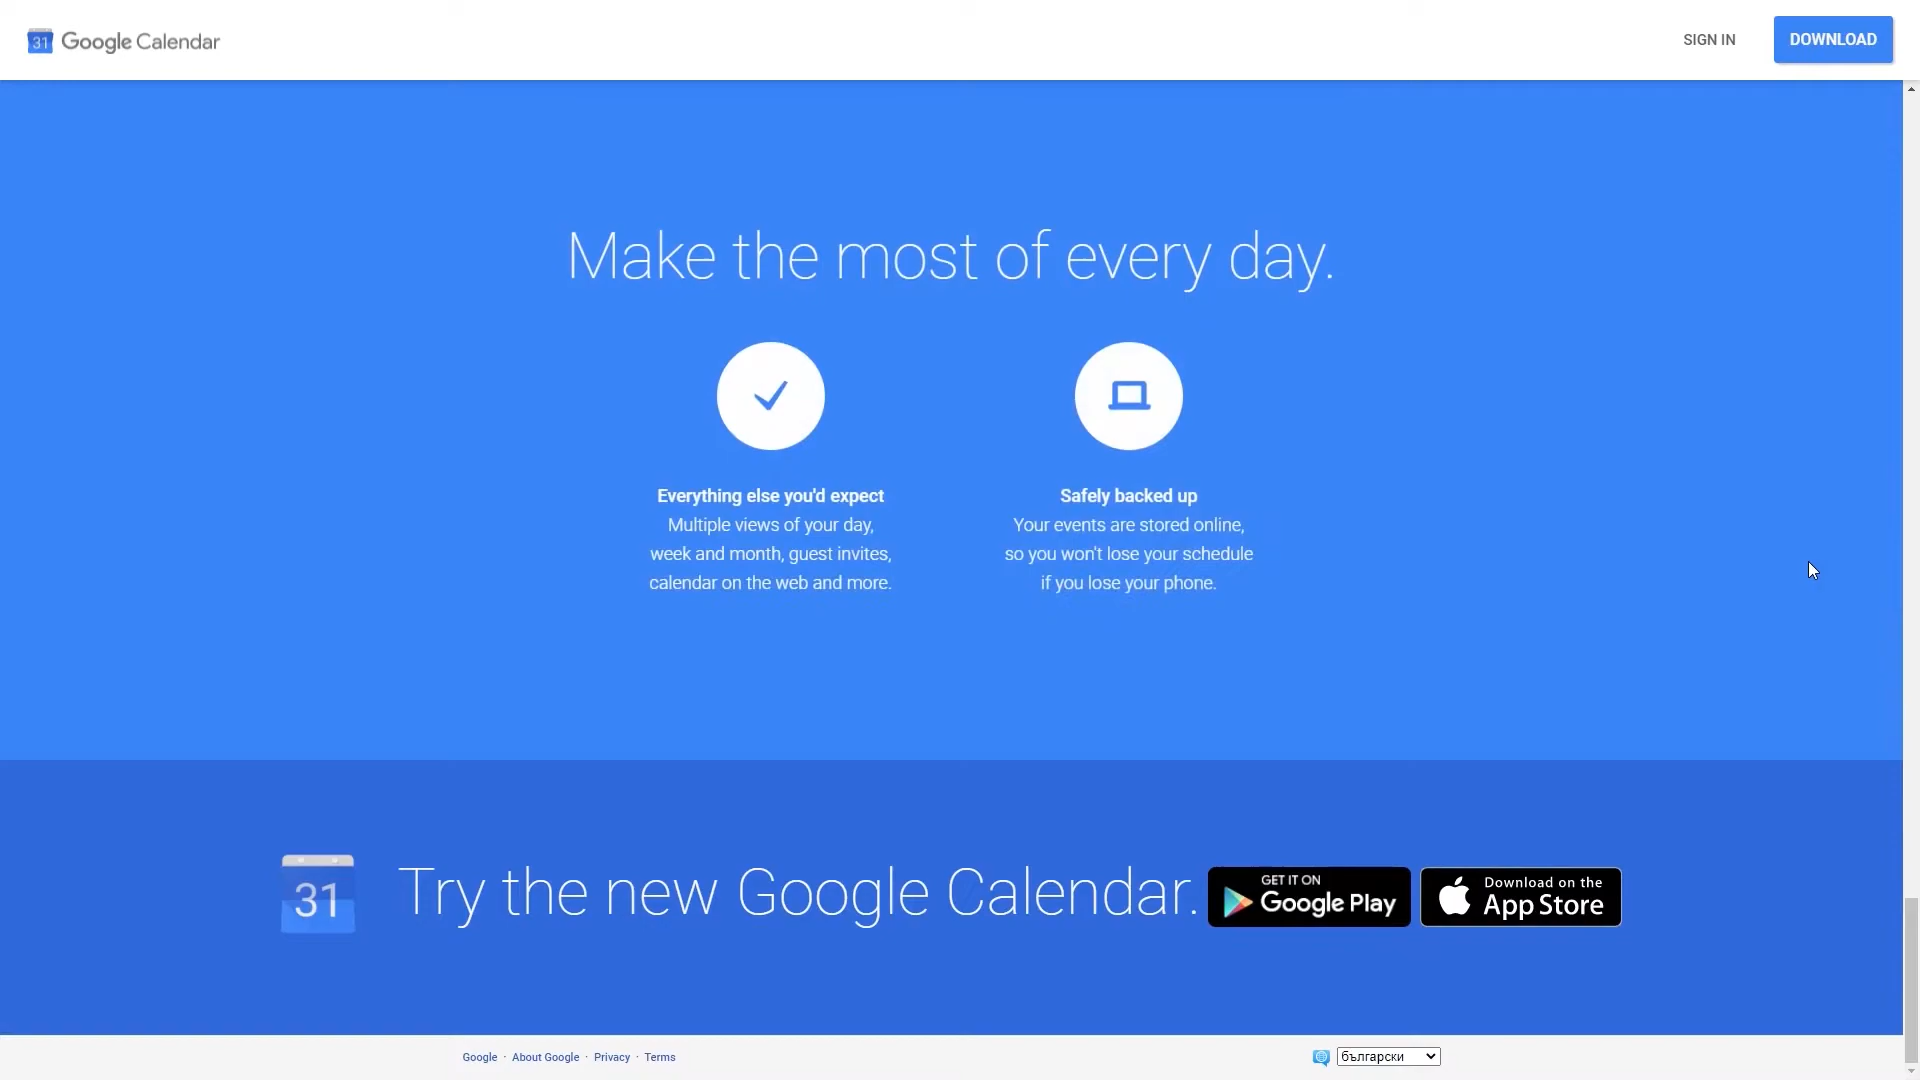 31 Google Calendar
SIGN IN
DOWNLOAD
Make the most of every day.
Everything else you'd expect
Multiple views of your day,
week and month, guest invites,
calendar on the web and more.
Safely backed up
Your events are stored online,
so you won't lose your schedule
if you lose your phone.
31
Try the new Google Calendar.
GET IT ON
Google Play
Download on the
App Store
Google · About Google · Privacy · Terms
български